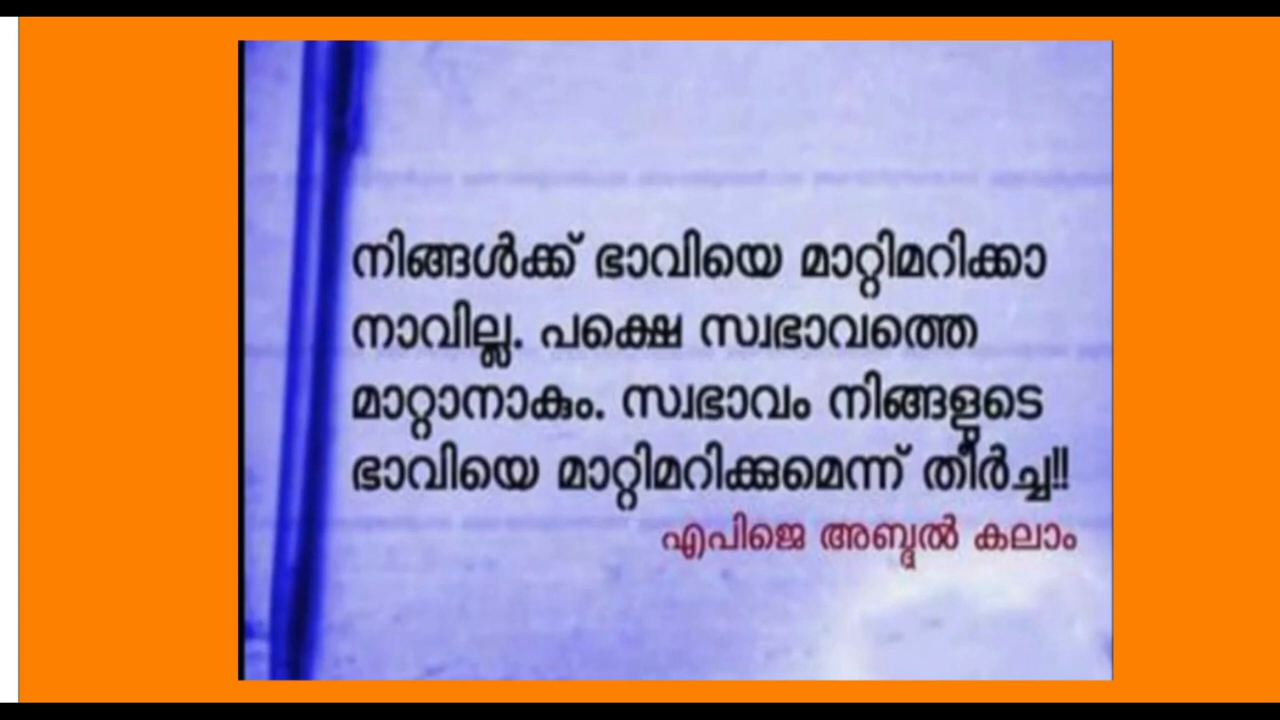 നിങ്ങൾക്ക് ഭാവിയെ മാറ്റിമറിക്കാ
നാവില്ല. പക്ഷെ സ്വഭാവത്തെ
മാറ്റാനാകും. സ്വഭാവം നിങ്ങളുടെ
ഭാവിയെ മാറ്റിമറിക്കുമെന്ന് തീർച്ച!!
എപിജെ അബ്ദുൽ കലാം